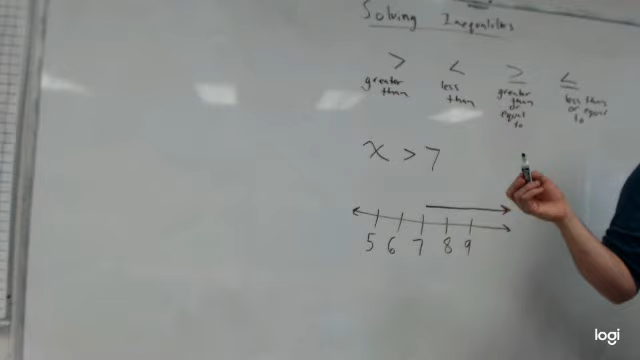 Solving Inequalities
> < ≥ ≤
greater than
less than
greater than or equal to
less than or equal to
x > 7
5 6 7 8 9
logi